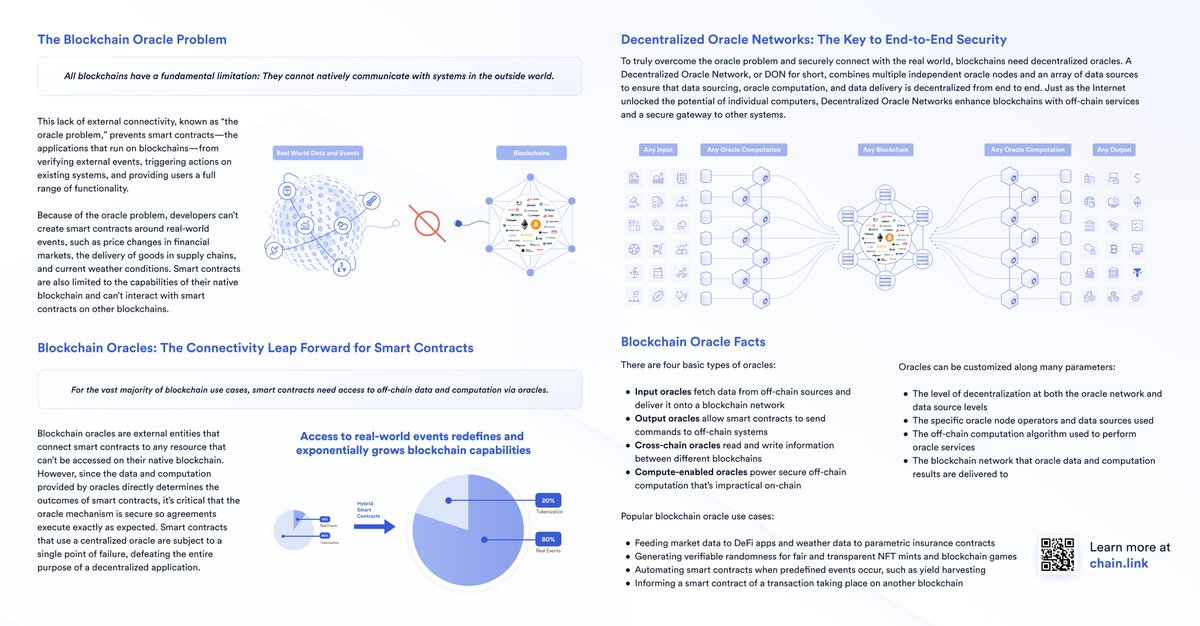 The Blockchain Oracle Problem
All blockchains have a fundamental limitation: They cannot natively communicate with systems in the outside world.
This lack of external connectivity, known as “the
oracle problem,” prevents smart contracts—the
applications that run on blockchains—from
verifying external events, triggering actions on
existing systems, and providing users a full
range of functionality.
Because of the oracle problem, developers can’t
create smart contracts around real-world
events, such as price changes in financial
markets, the delivery of goods in supply chains,
and current weather conditions. Smart contracts
are also limited to the capabilities of their native
blockchain and can’t interact with smart
contracts on other blockchains.
Real World Data and Events
Blockchains
Blockchain Oracles: The Connectivity Leap Forward for Smart Contracts
For the vast majority of blockchain use cases, smart contracts need access to off-chain data and computation via oracles.
Blockchain oracles are external entities that
connect smart contracts to any resource that
can’t be accessed on their native blockchain.
However, since the data and computation
provided by oracles directly determines the
outcomes of smart contracts, it’s critical that the
oracle mechanism is secure so agreements
execute exactly as expected. Smart contracts
that use a centralized oracle are subject to a
single point of failure, defeating the entire
purpose of a decentralized application.
Access to real-world events redefines and
exponentially grows blockchain capabilities
Real Events
Tokenization
Hybrid
Smart
Contracts
20%
Tokenization
80%
Real Events
Decentralized Oracle Networks: The Key to End-to-End Security
To truly overcome the oracle problem and securely connect with the real world, blockchains need decentralized oracles. A
Decentralized Oracle Network, or DON for short, combines multiple independent oracle nodes and an array of data sources
to ensure that data sourcing, oracle computation, and data delivery is decentralized from end to end. Just as the Internet
unlocked the potential of individual computers, Decentralized Oracle Networks enhance blockchains with off-chain services
and a secure gateway to other systems.
Any Input
Any Oracle Computation
Any Blockchain
Any Oracle Computation
Any Output
Blockchain Oracle Facts
There are four basic types of oracles:
• Input oracles fetch data from off-chain sources and
deliver it onto a blockchain network
• Output oracles allow smart contracts to send
commands to off-chain systems
• Cross-chain oracles read and write information
between different blockchains
• Compute-enabled oracles power secure off-chain
computation that’s impractical on-chain
Oracles can be customized along many parameters:
• The level of decentralization at both the oracle network and
data source levels
• The specific oracle node operators and data sources used
• The off-chain computation algorithm used to perform
oracle services
• The blockchain network that oracle data and computation
results are delivered to
Popular blockchain oracle use cases:
• Feeding market data to DeFi apps and weather data to parametric insurance contracts
• Generating verifiable randomness for fair and transparent NFT mints and blockchain games
• Automating smart contracts when predefined events occur, such as yield harvesting
• Informing a smart contract of a transaction taking place on another blockchain
Learn more at
chain.link